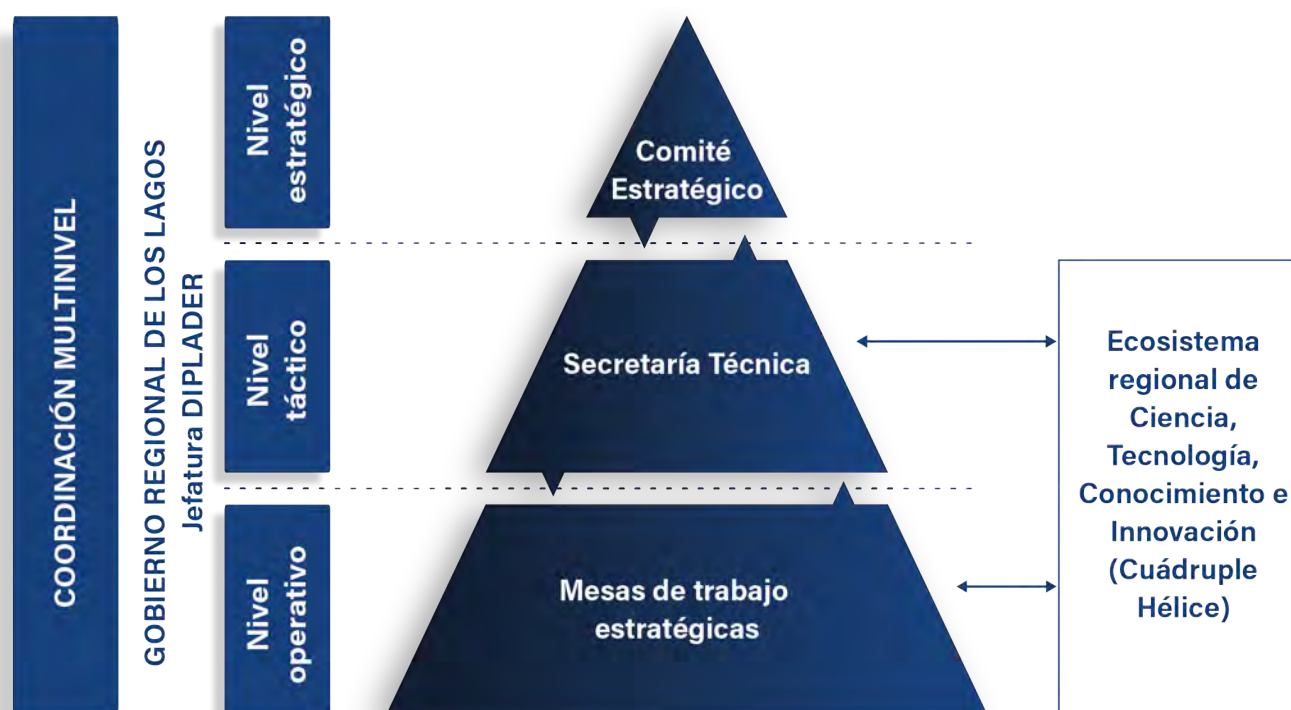 COORDINACIÓN MULTINIVEL
GOBIERNO REGIONAL DE LOS LAGOS
Jefatura DIPLADER
Nivel
estratégico
Comité
Estratégico
Nivel
táctico
Secretaría Técnica
Nivel
operativo
Mesas de trabajo
estratégicas
Ecosistema
regional de
Ciencia,
Tecnología,
Conocimiento e
Innovación
(Cuádruple
Hélice)